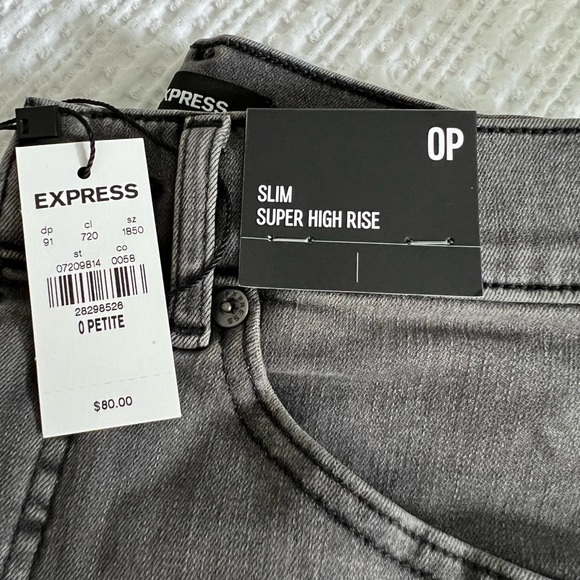 EXPRESS
OP
SLIM
SUPER HIGH RISE
EXPRESS
dp cl sz
91 720 1850
st co
07209814 0058
28298526
0 PETITE
$80.00